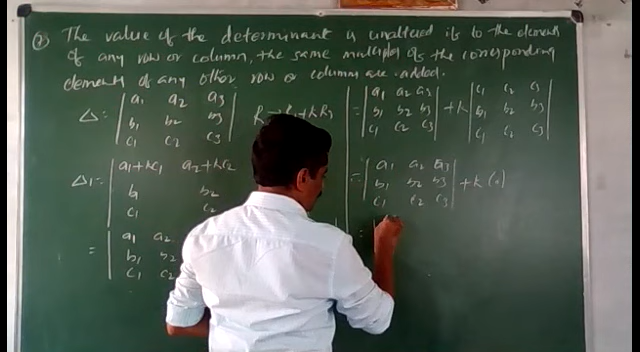 The value of the determinant is unaltered if to the elements
of any row or column, the same multiples of the corresponding
elements of any other row or column are added.
Δ = | a1 a2 a3 |
| b1 b2 b3 |
| c1 c2 c3 |
R1→R1+kR3
Δ1 = | a1+kc1 a2+kc2
| b1 b2
| c1 c2
= | a1 a2
| b1 b2
| c1 c2
= | a1 a2 a3 | + k | c1 c2 c3 |
| b1 b2 b3 | | b1 b2 b3 |
| c1 c2 c3 | | c1 c2 c3 |
= | a1 a2 a3 |
| b1 b2 b3 | + k(0)
| c1 c2 c3 |
= |